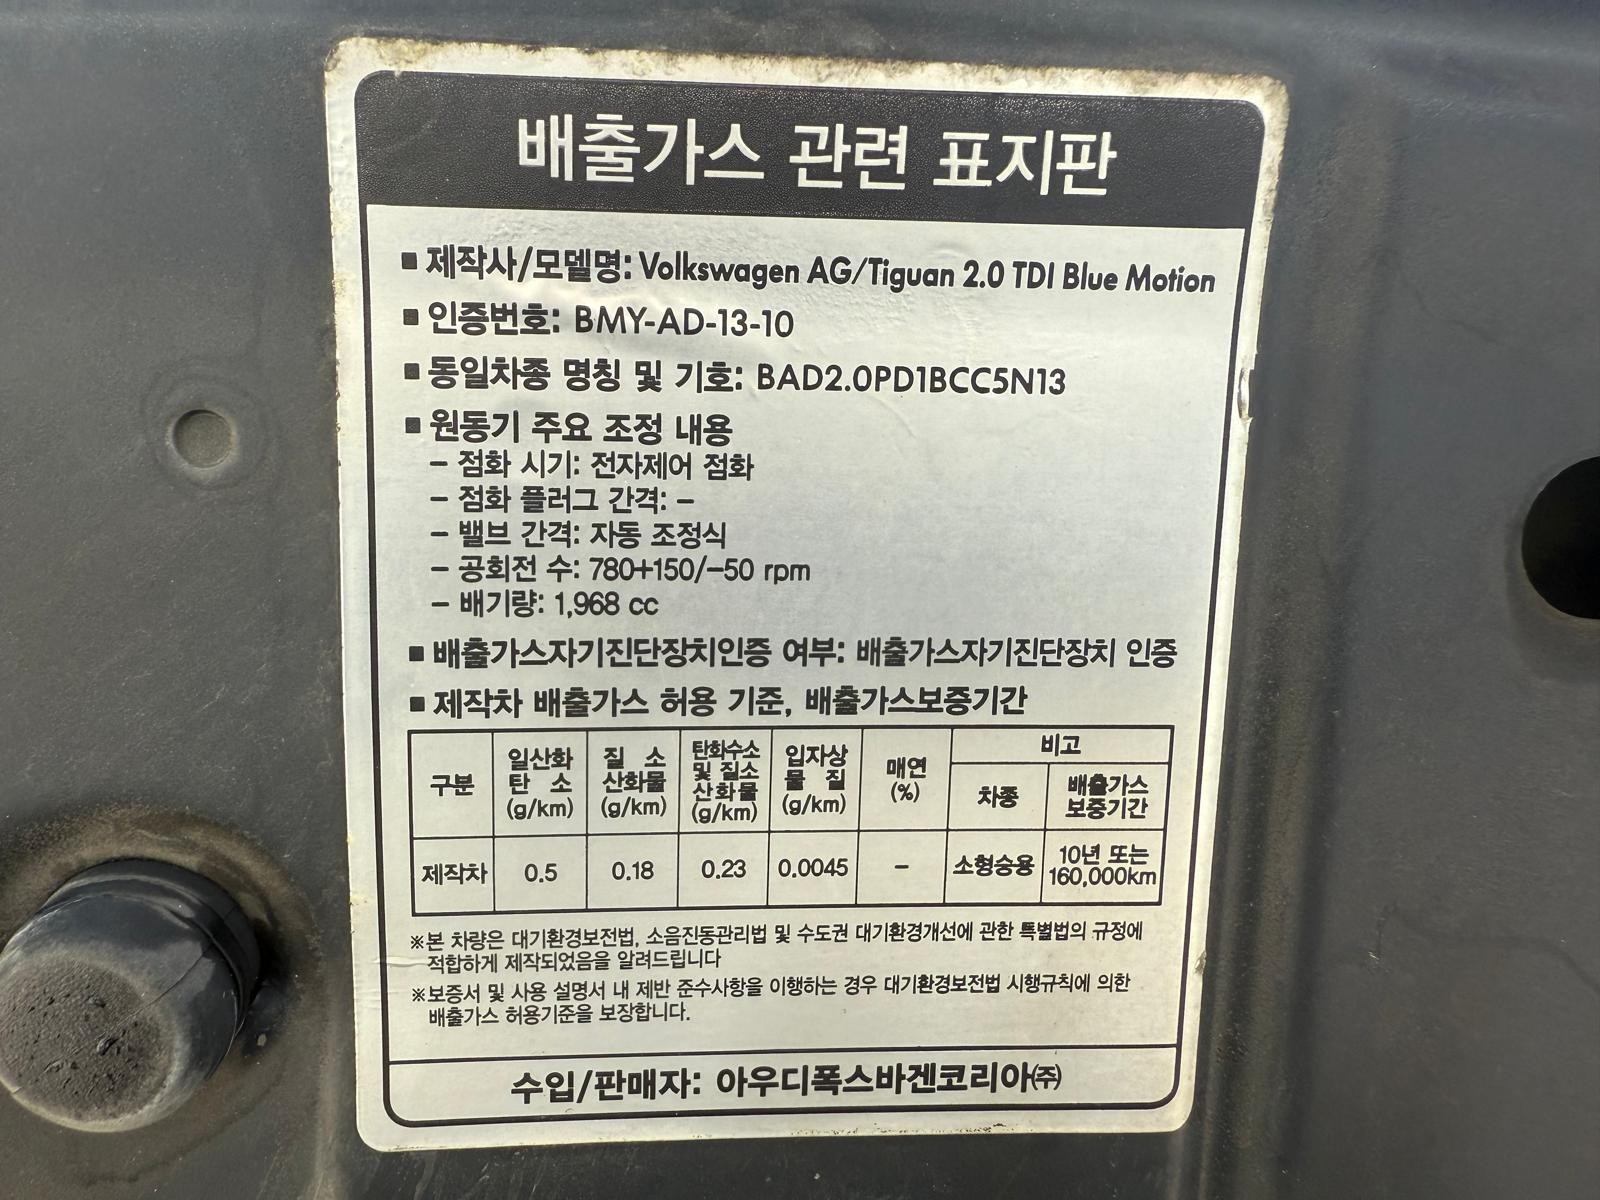 배출가스 관련 표지판
■ 제작사/모델명: Volkswagen AG/Tiguan 2.0 TDI Blue Motion
■ 인증번호: BMY-AD-13-10
■ 동일차종 명칭 및 기호: BAD2.0PD1BCC5N13
■ 원동기 주요 조정 내용
– 점화 시기: 전자제어 점화
– 점화 플러그 간격: –
– 밸브 간격: 자동 조정식
– 공회전 수: 780+150/–50 rpm
– 배기량: 1,968 cc
■ 배출가스자기진단장치인증 여부: 배출가스자기진단장치 인증
■ 제작차 배출가스 허용 기준, 배출가스보증기간
구분
일산화
탄 소
(g/km)
질 소
산화물
(g/km)
탄화수소
및 질소
산화물
(g/km)
입자상
물 질
(g/km)
매연
(%)
비고
차종
배출가스
보증기간
제작차 0.5 0.18 0.23 0.0045 – 소형승용
10년 또는
160,000km
※본 차량은 대기환경보전법, 소음진동관리법 및 수도권 대기환경개선에 관한 특별법의 규정에
적합하게 제작되었음을 알려드립니다
※보증서 및 사용 설명서 내 제반 준수사항을 이행하는 경우 대기환경보전법 시행규칙에 의한
배출가스 허용기준을 보장합니다.
수입/판매자: 아우디폭스바겐코리아㈜